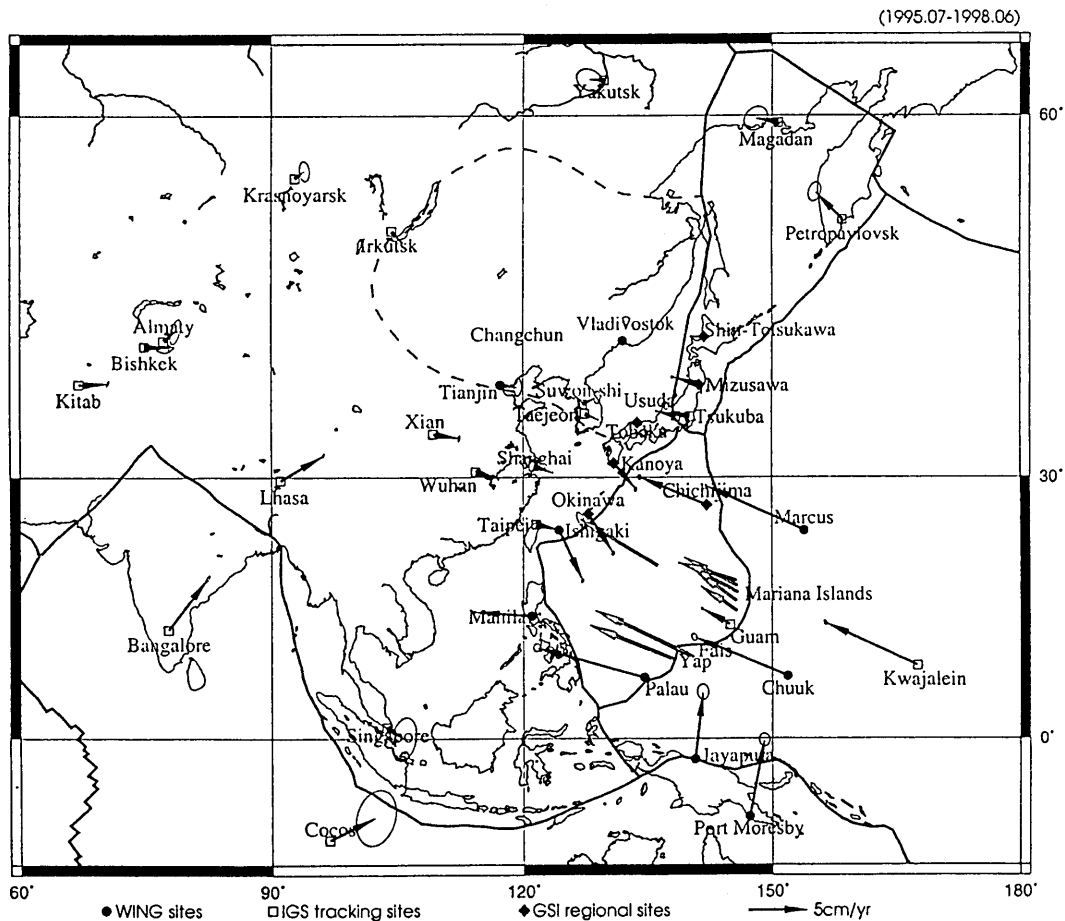 (1995.07-1998.06)
Yakutsk
60°
Magadan
Krasnoyarsk
Petropavlovsk
Irkutsk
Almaty
Changchun
Vladivostok
Shin-Totsukawa
Bishkek
Kitab
Tianjin
Suwon-shi
Usuda
Mizusawa
Xian
Taejeon
Tsukuba
Shanghai
Kanoya
30°
Lhasa
Wuhan
Chichijima
Okinawa
Marcus
Taipei
Ishigaki
Mariana Islands
Manila
Guam
Bangalore
Fais
Yap
Palau
Chuuk
Kwajalein
Singapore
Jayapura
0°
Cocos
Port Moresby
60° 90° 120° 150° 180°
WING sites IGS tracking sites GSI regional sites 5cm/yr